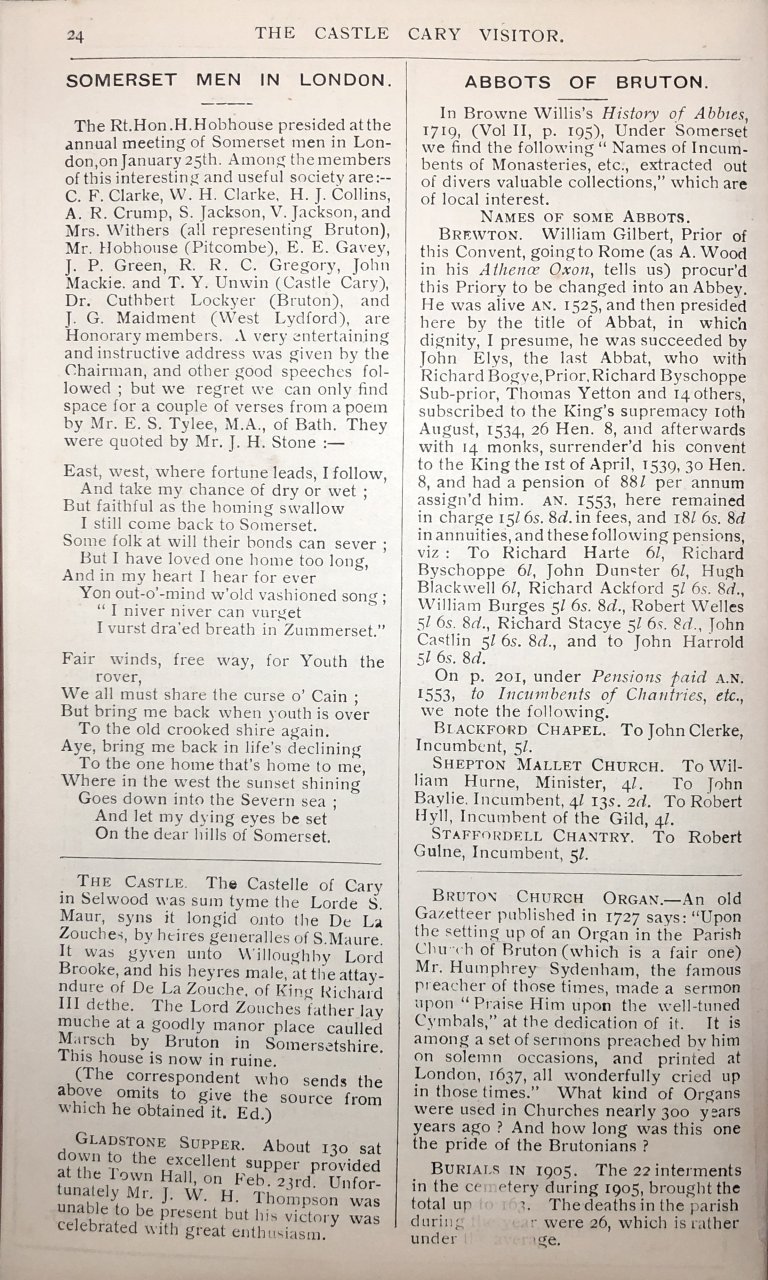 24
THE CASTLE CARY VISITOR.
SOMERSET MEN IN LONDON.
The Rt.Hon.H.Hobhouse presided at the
annual meeting of Somerset men in Lon-
don, on January 25th. Among the members
of this interesting and useful society are:--
C. F. Clarke, W. H. Clarke, H. J. Collins,
A. R. Crump, S. Jackson, V. Jackson, and
Mrs. Withers (all representing Bruton),
Mr. Hobhouse (Pitcombe), E. E. Gavey,
J. P. Green, R. R. C. Gregory, John
Mackie. and T. Y. Unwin (Castle Cary),
Dr. Cuthbert Lockyer (Bruton), and
J. G. Maidment (West Lydford), are
Honorary members. A very entertaining
and instructive address was given by the
Chairman, and other good speeches fol-
lowed ; but we regret we can only find
space for a couple of verses from a poem
by Mr. E. S. Tylee, M.A., of Bath. They
were quoted by Mr. J. H. Stone :—
East, west, where fortune leads, I follow,
And take my chance of dry or wet ;
But faithful as the homing swallow
I still come back to Somerset.
Some folk at will their bonds can sever ;
But I have loved one home too long,
And in my heart I hear for ever
Yon out-o'-mind w'old vashioned song ;
" I niver niver can vurget
I vurst dra'ed breath in Zummerset."
Fair winds, free way, for Youth the
rover,
We all must share the curse o' Cain ;
But bring me back when youth is over
To the old crooked shire again.
Aye, bring me back in life's declining
To the one home that's home to me,
Where in the west the sunset shining
Goes down into the Severn sea ;
And let my dying eyes be set
On the dear hills of Somerset.
THE CASTLE. The Castelle of Cary
in Selwood was sum tyme the Lorde S.
Maur, syns it longid onto the De La
Zouches, by heires generalles of S.Maure.
It was gyven unto Willoughby Lord
Brooke, and his heyres male, at the attay-
ndure of De La Zouche, of King Richard
III dethe. The Lord Zouches father lay
muche at a goodly manor place caulled
Marsch by Bruton in Somersetshire.
This house is now in ruine.
(The correspondent who sends the
above omits to give the source from
which he obtained it. Ed.)
GLADSTONE SUPPER. About 130 sat
down to the excellent supper provided
at the Town Hall, on Feb. 23rd. Unfor-
tunately Mr. J. W. H. Thompson was
unable to be present but his victory was
celebrated with great enthusiasm.
ABBOTS OF BRUTON.
In Browne Willis's History of Abbies,
1719, (Vol II, p. 195), Under Somerset
we find the following " Names of Incum-
bents of Monasteries, etc., extracted out
of divers valuable collections," which are
of local interest.
NAMES OF SOME ABBOTS.
BREWTON. William Gilbert, Prior of
this Convent, going to Rome (as A. Wood
in his Athenœ Oxon, tells us) procur'd
this Priory to be changed into an Abbey.
He was alive AN. 1525, and then presided
here by the title of Abbat, in which
dignity, I presume, he was succeeded by
John Elys, the last Abbat, who with
Richard Bogye, Prior, Richard Byschoppe
Sub-prior, Thomas Yetton and 14 others,
subscribed to the King's supremacy 10th
August, 1534, 26 Hen. 8, and afterwards
with 14 monks, surrender'd his convent
to the King the 1st of April, 1539, 30 Hen.
8, and had a pension of 88l per annum
assign'd him. AN. 1553, here remained
in charge 15l 6s. 8d. in fees, and 18l 6s. 8d
in annuities, and these following pensions,
viz : To Richard Harte 6l, Richard
Byschoppe 6l, John Dunster 6l, Hugh
Blackwell 6l, Richard Ackford 5l 6s. 8d.,
William Burges 5l 6s. 8d., Robert Welles
5l 6s. 8d., Richard Stacye 5l 6s. 8d., John
Castlin 5l 6s. 8d., and to John Harrold
5l 6s. 8d.
On p. 201, under Pensions paid A.N.
1553, to Incumbents of Chantries, etc.,
we note the following.
BLACKFORD CHAPEL. To John Clerke,
Incumbent, 5l.
SHEPTON MALLET CHURCH. To Wil-
liam Hurne, Minister, 4l. To John
Baylie. Incumbent, 4l 13s. 2d. To Robert
Hyll, Incumbent of the Gild, 4l.
STAFFORDELL CHANTRY. To Robert
Gulne, Incumbent, 5l.
BRUTON CHURCH ORGAN.—An old
Gazetteer published in 1727 says: "Upon
the setting up of an Organ in the Parish
Church of Bruton (which is a fair one)
Mr. Humphrey Sydenham, the famous
preacher of those times, made a sermon
upon " Praise Him upon the well-tuned
Cymbals," at the dedication of it. It is
among a set of sermons preached by him
on solemn occasions, and printed at
London, 1637, all wonderfully cried up
in those times." What kind of Organs
were used in Churches nearly 300 years
years ago ? And how long was this one
the pride of the Brutonians ?
BURIALS IN 1905. The 22 interments
in the cemetery during 1905, brought the
total up to 163. The deaths in the parish
during the year were 26, which is rather
under average.